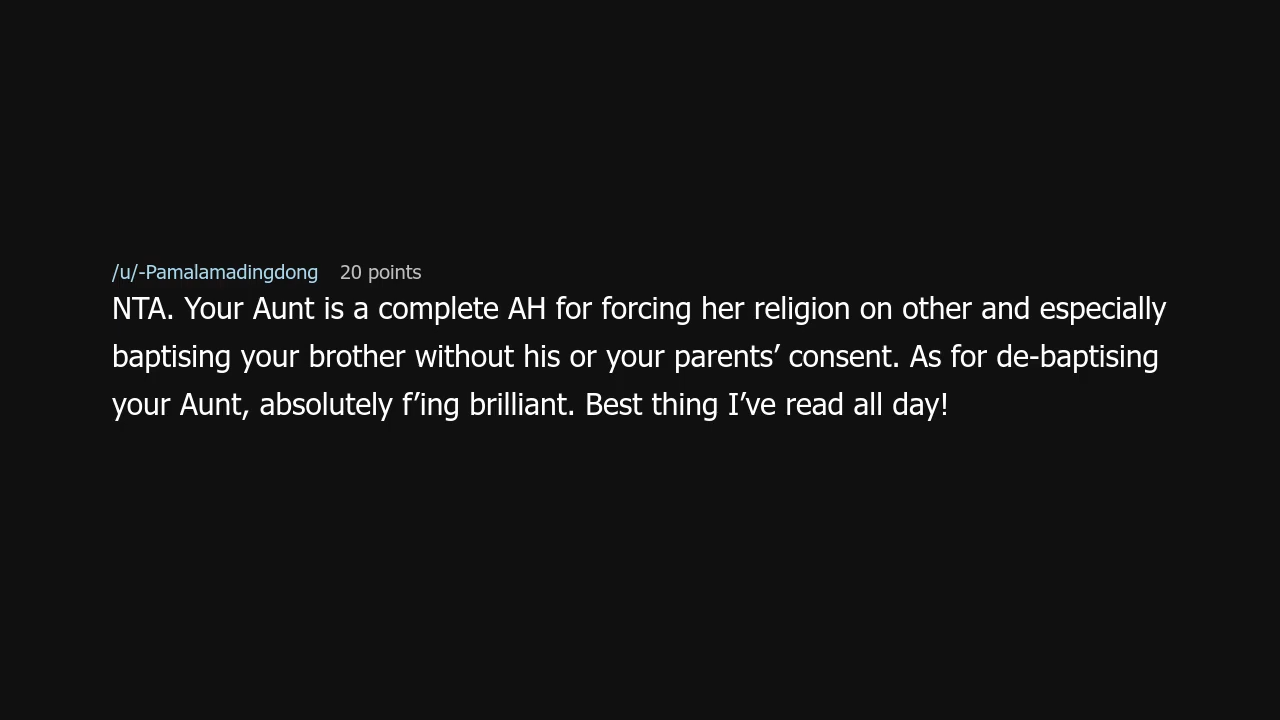 /u/-Pamalamadingdong 20 points
NTA. Your Aunt is a complete AH for forcing her religion on other and especially
baptising your brother without his or your parents’ consent. As for de-baptising
your Aunt, absolutely f’ing brilliant. Best thing I’ve read all day!